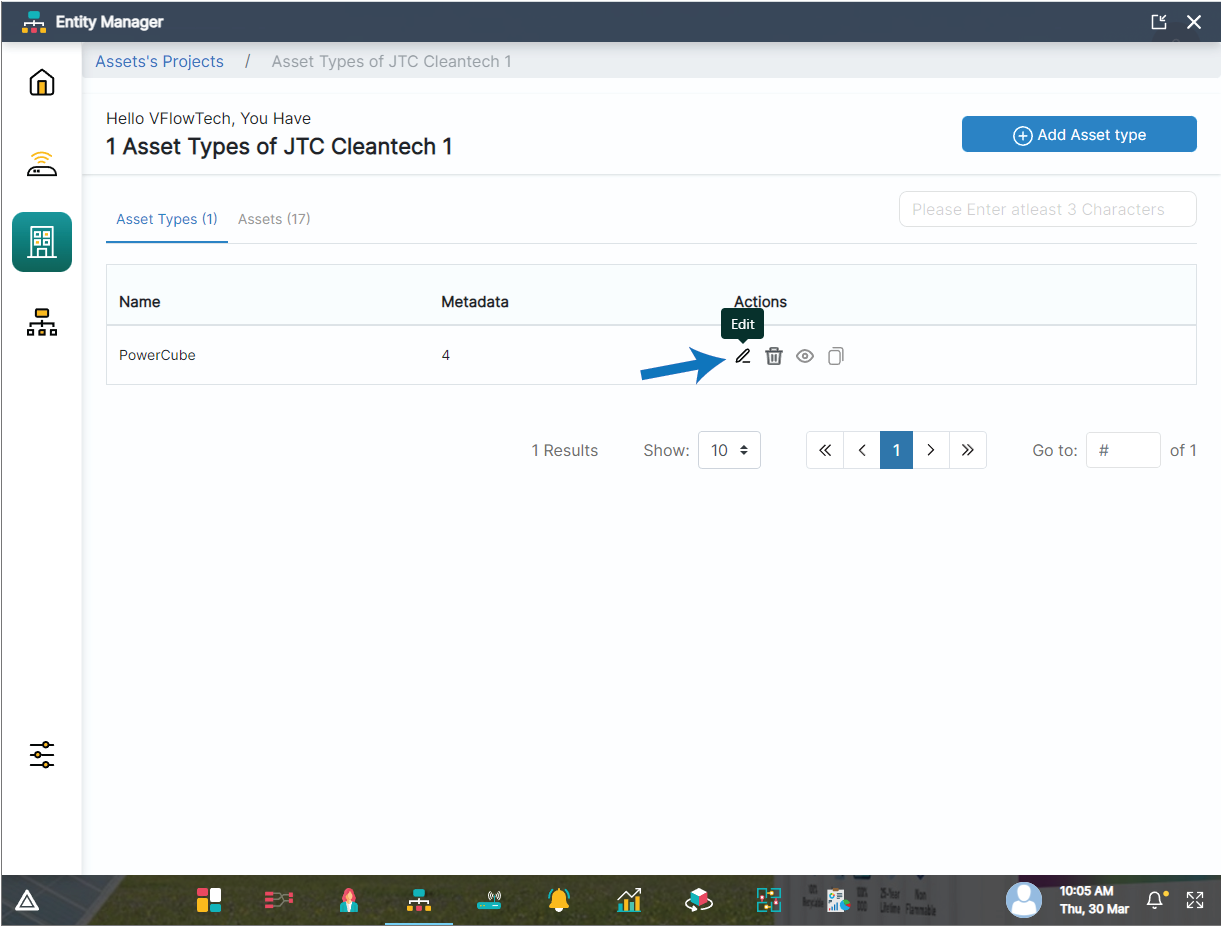 Entity Manager
Assets's Projects / Asset Types of JTC Cleantech 1
Hello VFlowTech, You Have
1 Asset Types of JTC Cleantech 1
Add Asset type
Asset Types (1) Assets (17)
Please Enter atleast 3 Characters
Name Metadata Actions
Edit
PowerCube 4
1 Results Show: 10 « ‹ 1 › » Go to: # of 1
10:05 AM
Thu, 30 Mar